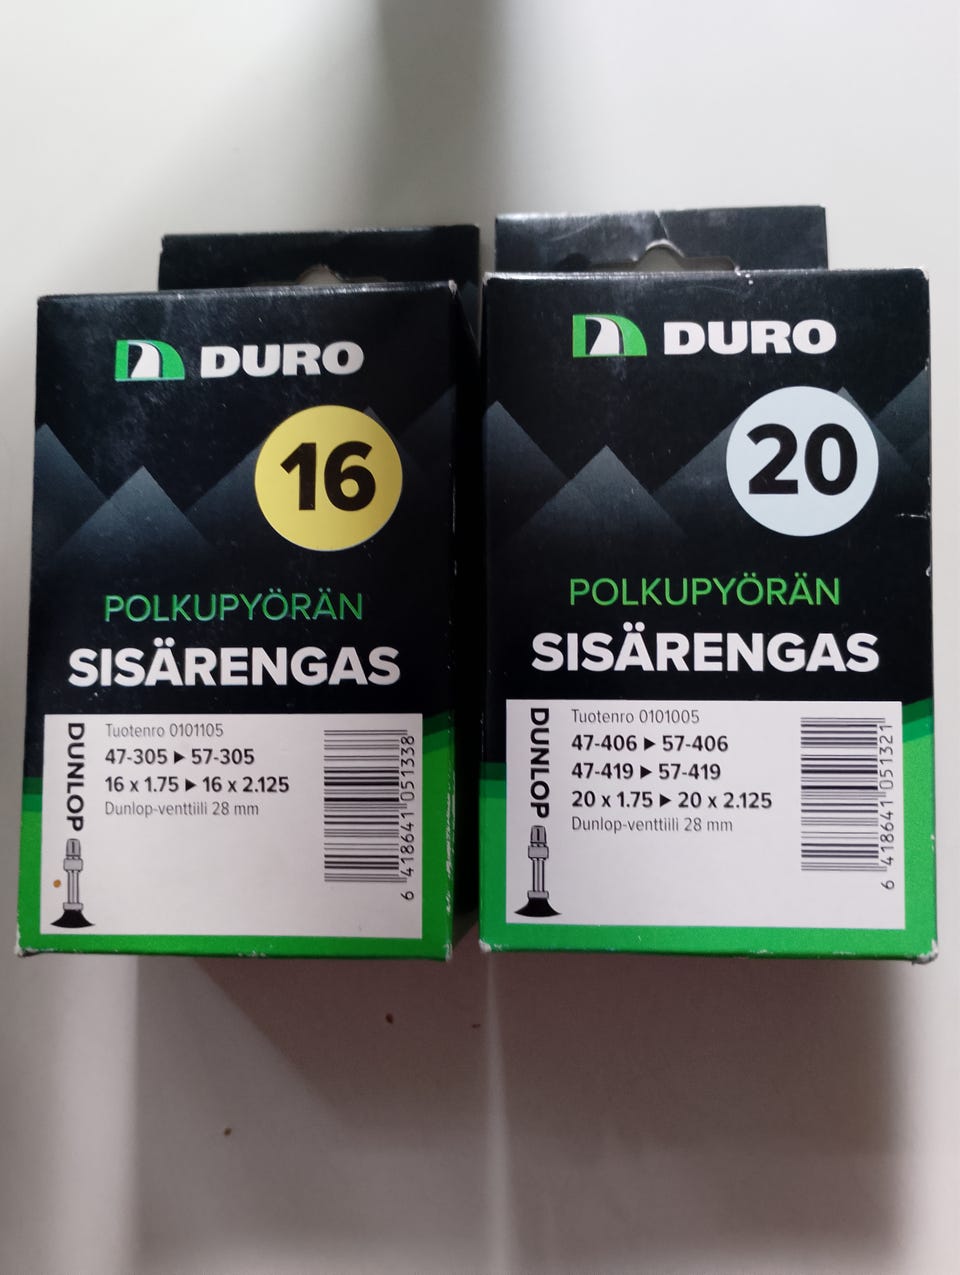 DURO
16
POLKUPYÖRÄN
SISÄRENGAS
DUNLOP
Tuotenro 0101105
47-305 ▶ 57-305
16 x 1.75 ▶ 16 x 2.125
Dunlop-venttiili 28 mm
6 418641 051338
DURO
20
POLKUPYÖRÄN
SISÄRENGAS
DUNLOP
Tuotenro 0101005
47-406 ▶ 57-406
47-419 ▶ 57-419
20 x 1.75 ▶ 20 x 2.125
Dunlop-venttiili 28 mm
6 418641 051321